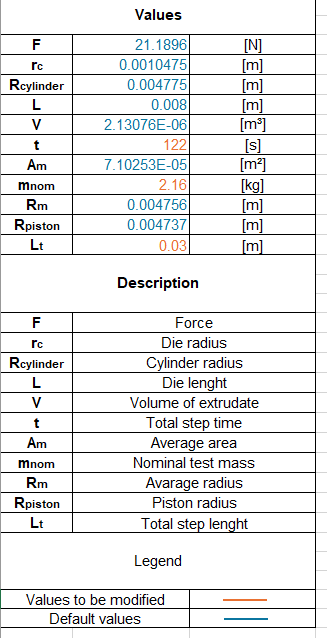 Values
F 21.1896 [N]
rc 0.0010475 [m]
Rcylinder 0.004775 [m]
L 0.008 [m]
V 2.13076E-06 [m³]
t 122 [s]
Am 7.10253E-05 [m²]
mnom 2.16 [kg]
Rm 0.004756 [m]
Rpiston 0.004737 [m]
Lt 0.03 [m]
Description
F Force
rc Die radius
Rcylinder Cylinder radius
L Die lenght
V Volume of extrudate
t Total step time
Am Average area
mnom Nominal test mass
Rm Avarage radius
Rpiston Piston radius
Lt Total step lenght
Legend
Values to be modified
Default values